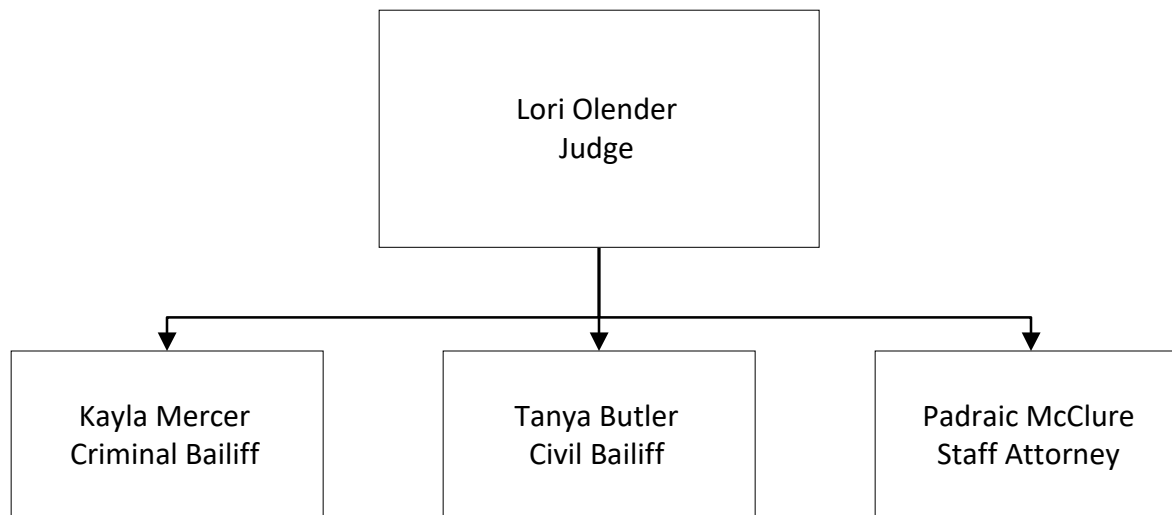 Lori Olender
Judge
Kayla Mercer
Criminal Bailiff
Tanya Butler
Civil Bailiff
Padraic McClure
Staff Attorney